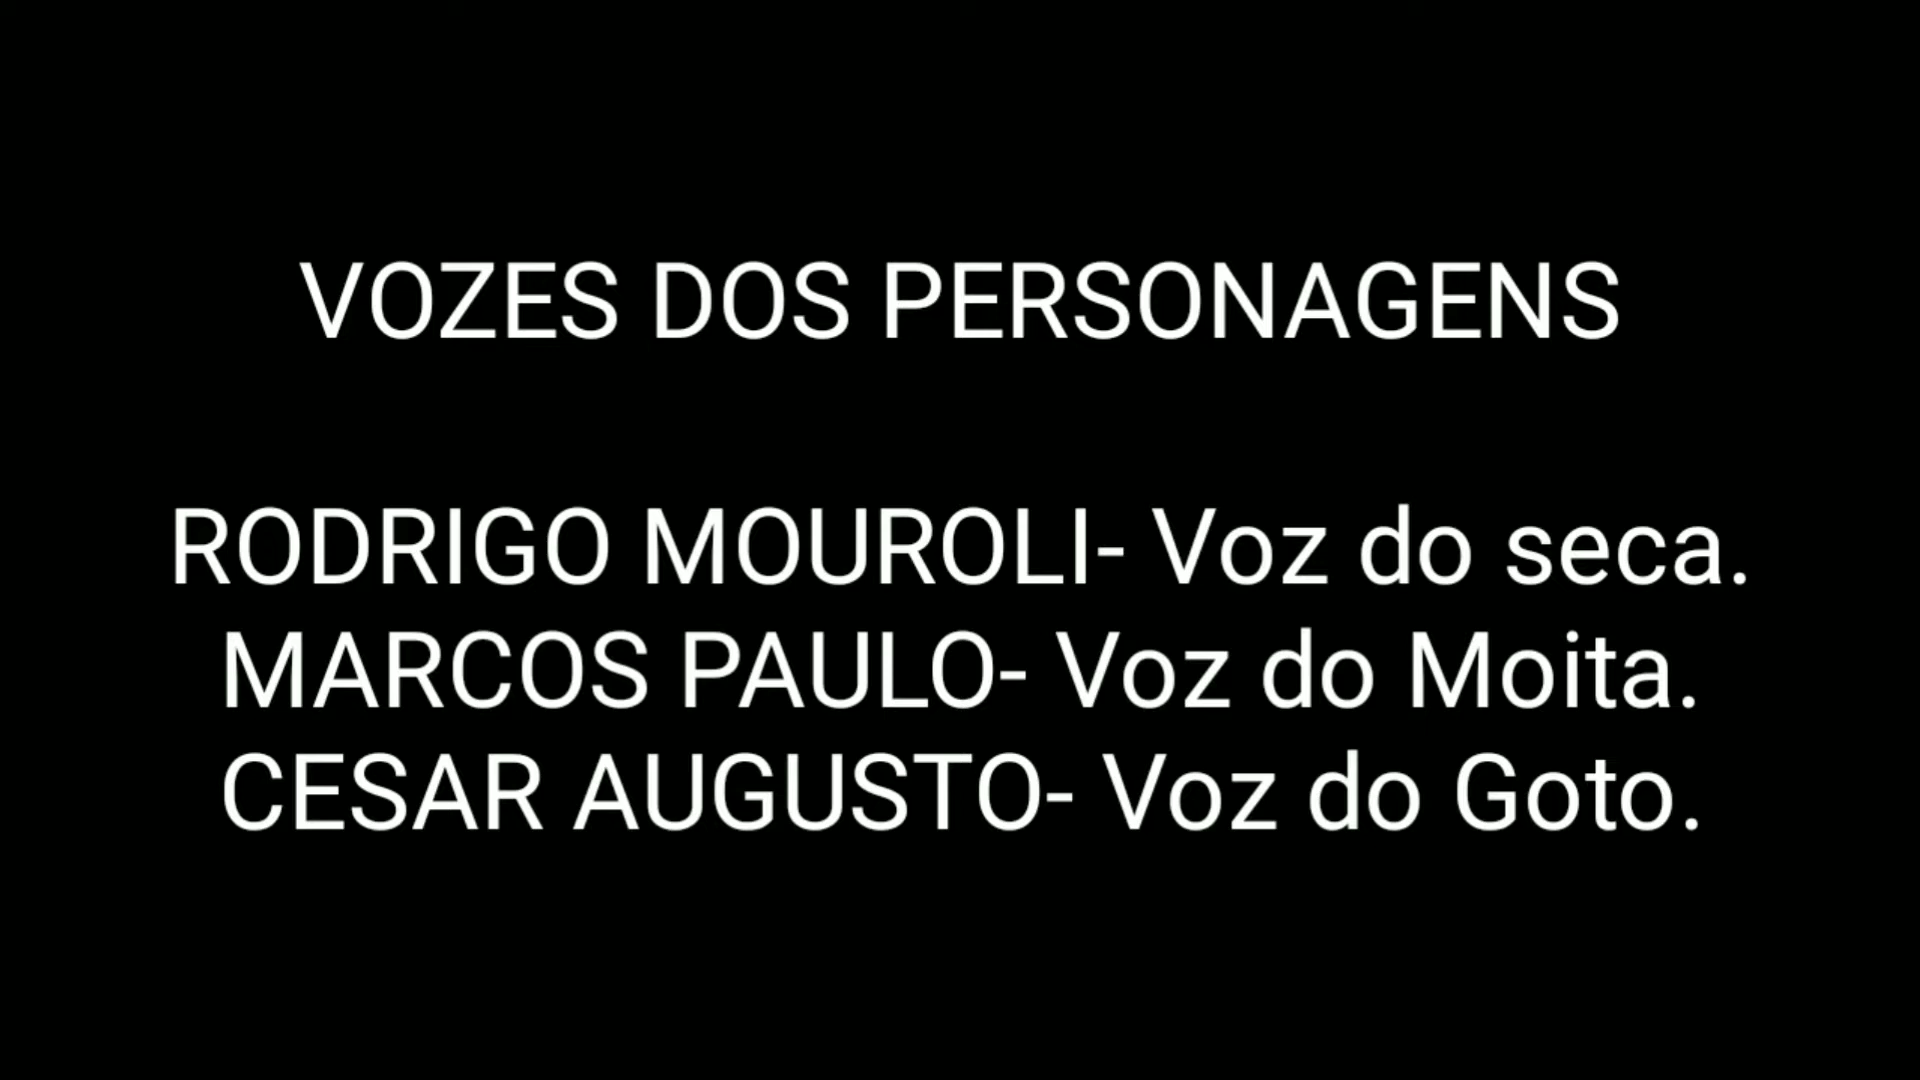 VOZES DOS PERSONAGENS
RODRIGO MOUROLI- Voz do seca.
MARCOS PAULO- Voz do Moita.
CESAR AUGUSTO- Voz do Goto.